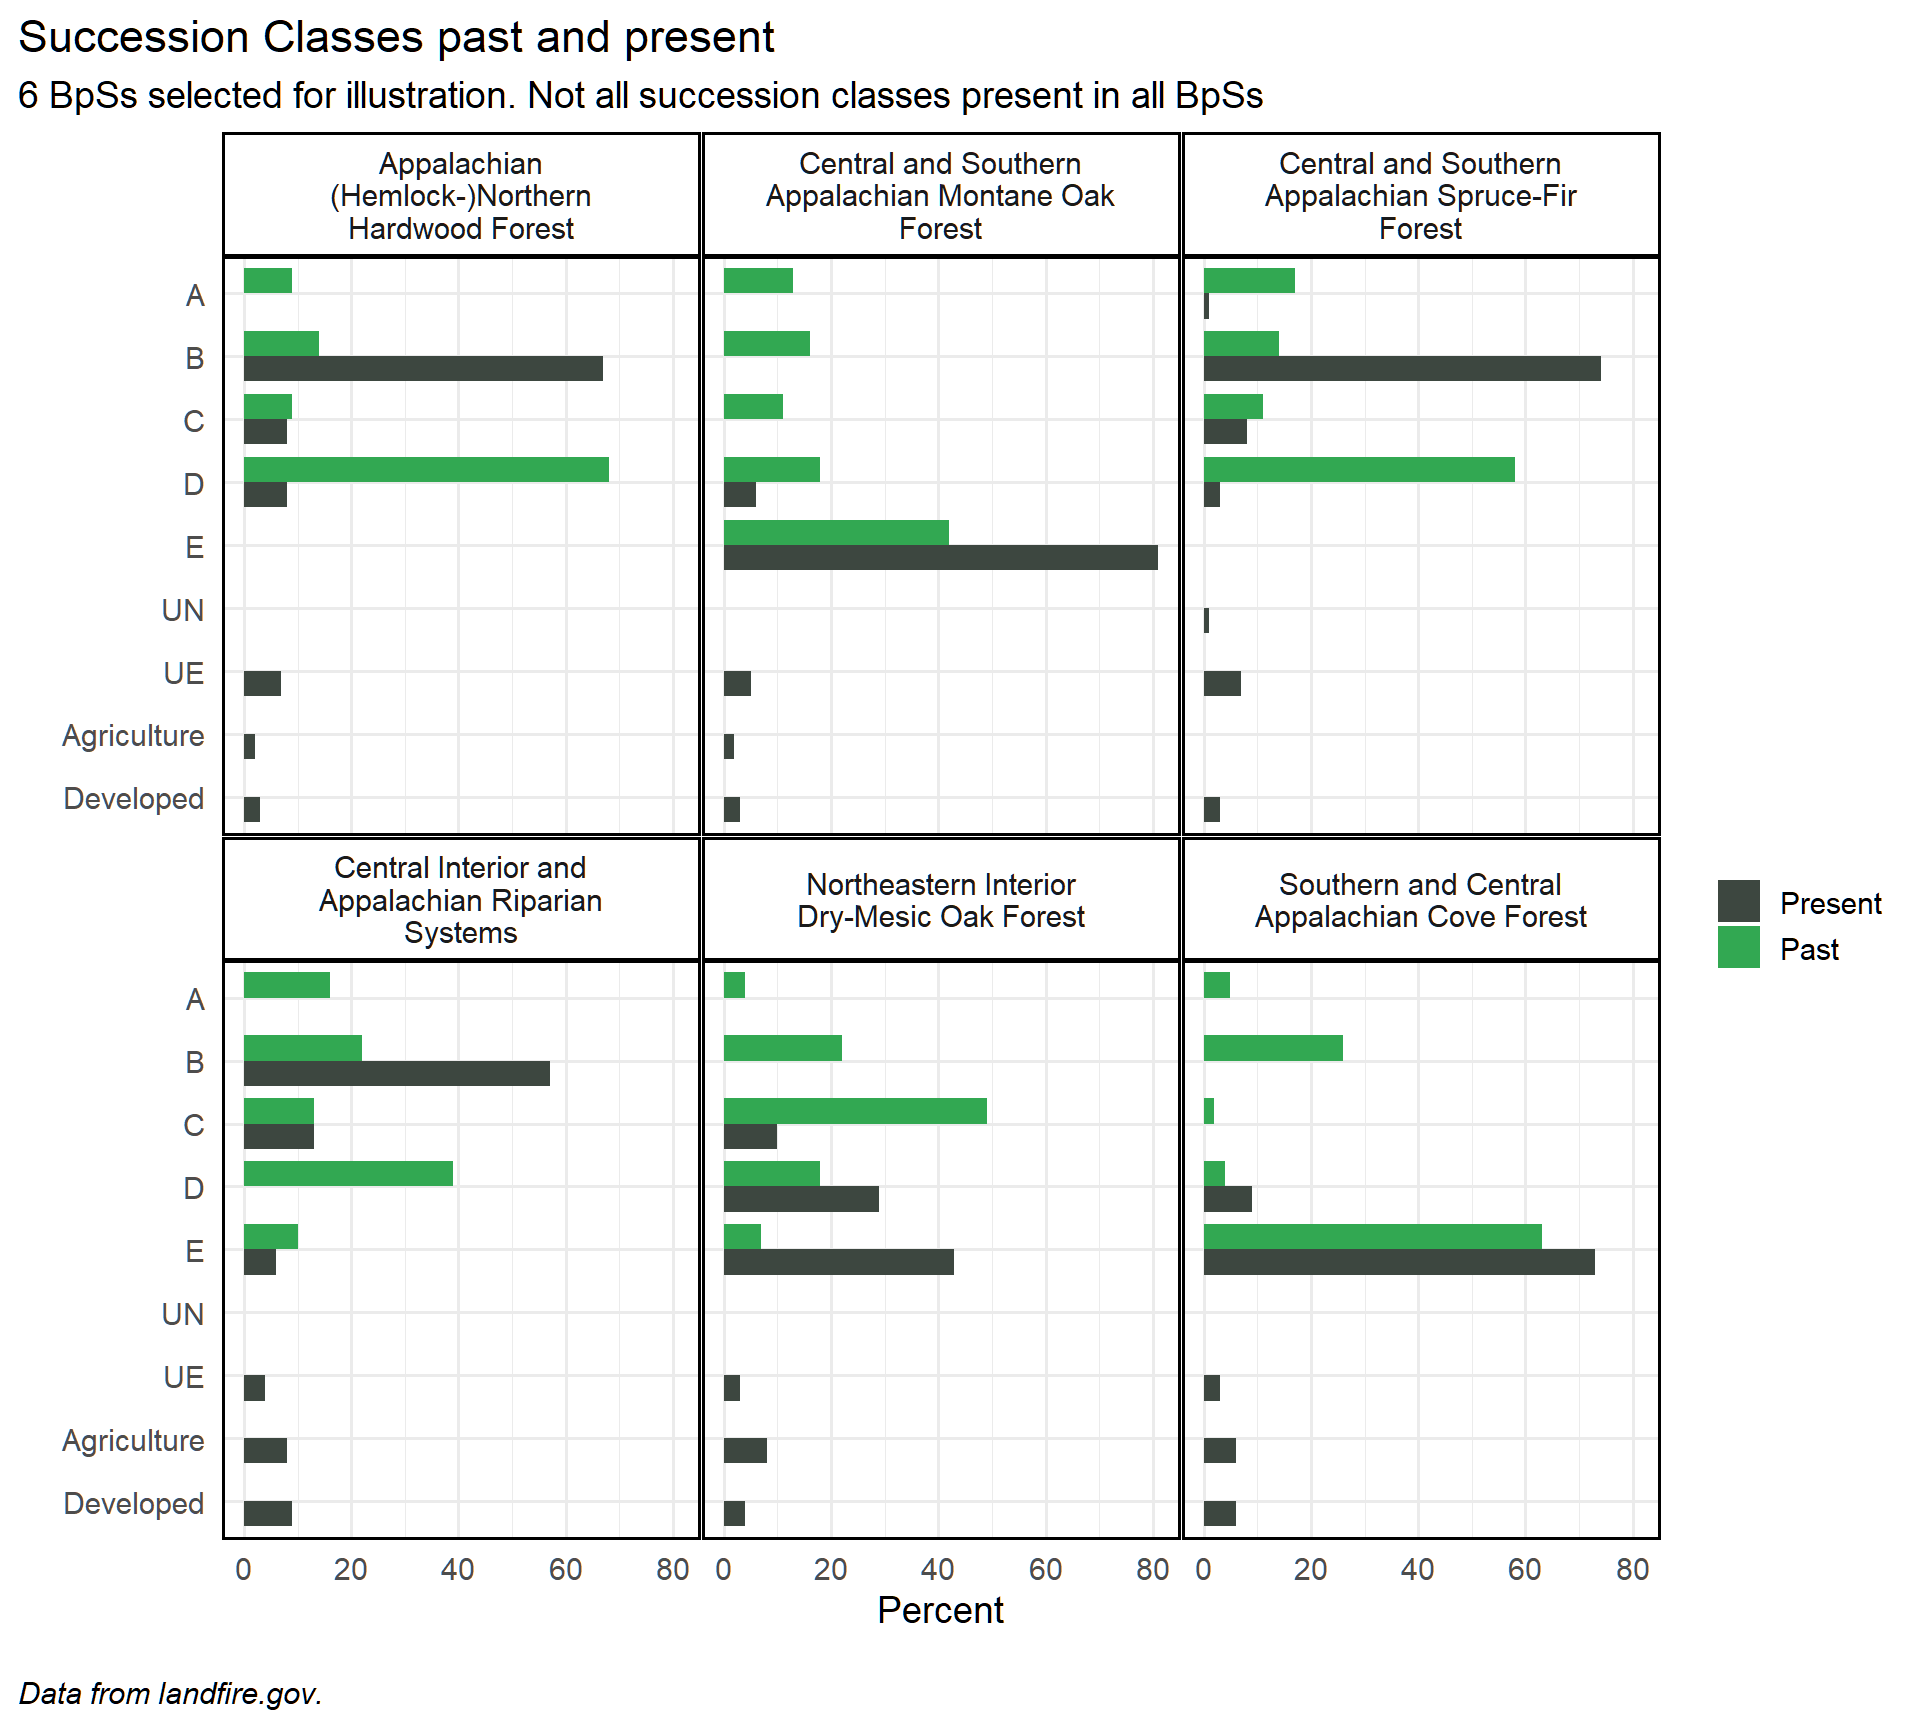 Succession Classes past and present
6 BpSs selected for illustration. Not all succession classes present in all BpSs
Appalachian
(Hemlock-)Northern
Hardwood Forest
Central and Southern
Appalachian Montane Oak
Forest
Central and Southern
Appalachian Spruce-Fir
Forest
A
B
C
D
E
UN
UE
Agriculture
Developed
Central Interior and
Appalachian Riparian
Systems
Northeastern Interior
Dry-Mesic Oak Forest
Southern and Central
Appalachian Cove Forest
A
B
C
D
E
UN
UE
Agriculture
Developed
0 20 40 60 80 0 20 40 60 80 0 20 40 60 80
Percent
Present
Past
Data from landfire.gov.